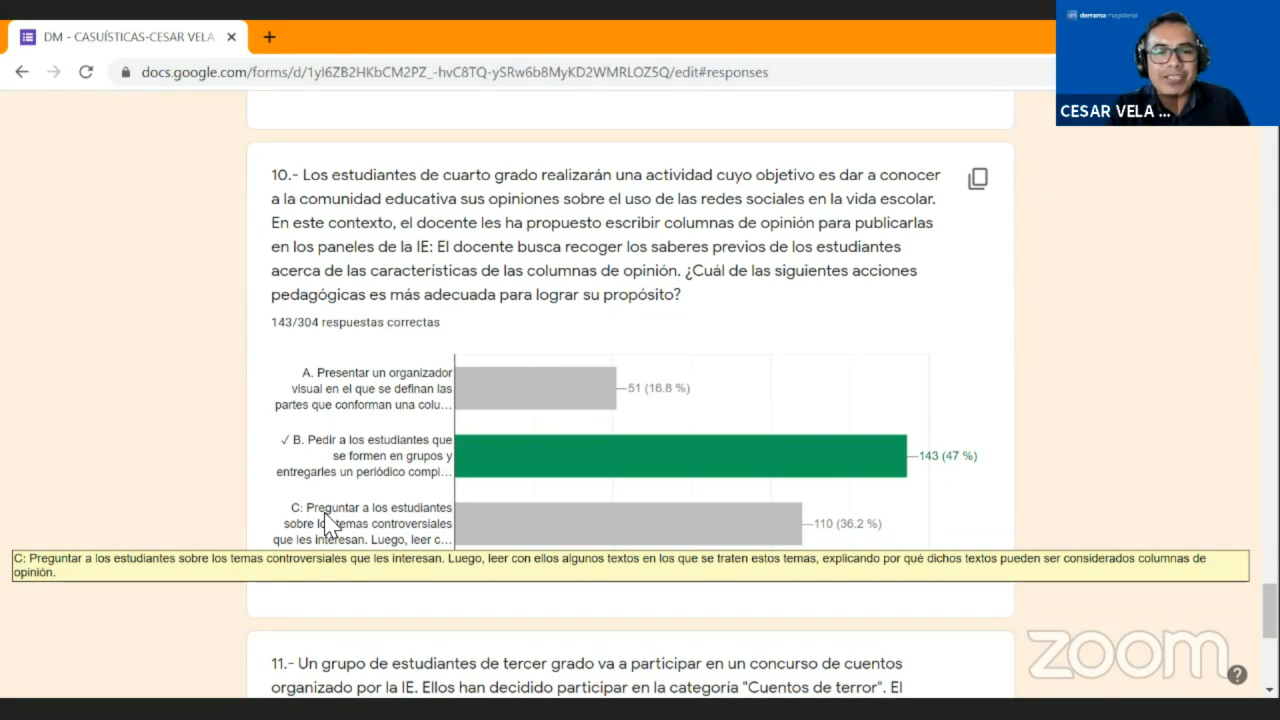 DM - CASUÍSTICAS-CESAR VELA
docs.google.com/forms/d/1yI6ZB2HKbCM2PZ_-hvC8TQ-ySRw6b8MyKD2WMRLOZ5Q/edit#responses
derrama magisterial
CESAR VELA ...
10.- Los estudiantes de cuarto grado realizarán una actividad cuyo objetivo es dar a conocer
a la comunidad educativa sus opiniones sobre el uso de las redes sociales en la vida escolar.
En este contexto, el docente les ha propuesto escribir columnas de opinión para publicarlas
en los paneles de la IE: El docente busca recoger los saberes previos de los estudiantes
acerca de las características de las columnas de opinión. ¿Cuál de las siguientes acciones
pedagógicas es más adecuada para lograr su propósito?
143/304 respuestas correctas
A. Presentar un organizador
visual en el que se definan las
partes que conforman una colu...
51 (16.8 %)
✓ B. Pedir a los estudiantes que
se formen en grupos y
entregarles un periódico compl...
143 (47 %)
C: Preguntar a los estudiantes
sobre los temas controversiales
que les interesan. Luego, leer c...
110 (36.2 %)
C: Preguntar a los estudiantes sobre los temas controversiales que les interesan. Luego, leer con ellos algunos textos en los que se traten estos temas, explicando por qué dichos textos pueden ser considerados columnas de
opinión.
11.- Un grupo de estudiantes de tercer grado va a participar en un concurso de cuentos
organizado por la IE. Ellos han decidido participar en la categoría "Cuentos de terror". El
zoom